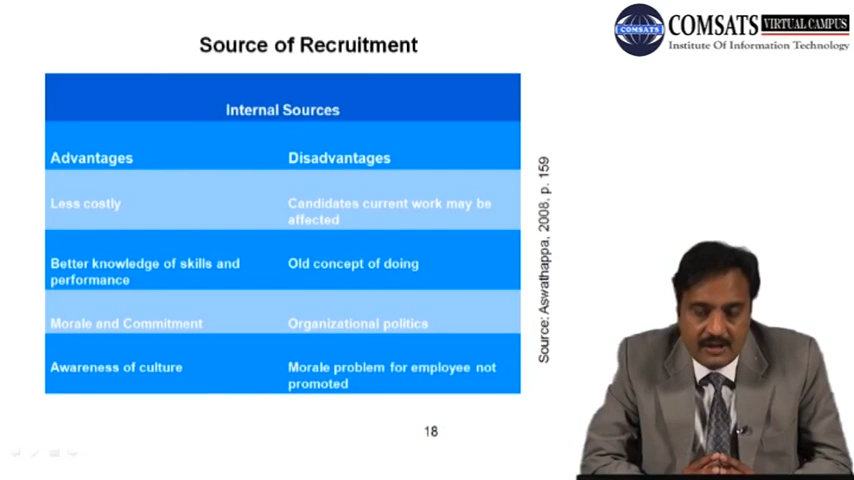 COMSATS VIRTUAL CAMPUS
COMSATS
Institute Of Information Technology
Source of Recruitment
Internal Sources
Advantages Disadvantages
Less costly Candidates current work may be
affected
Better knowledge of skills and Old concept of doing
performance
Morale and Commitment Organizational politics
Awareness of culture Morale problem for employee not
promoted
Source: Aswathappa, 2008, p. 159
18